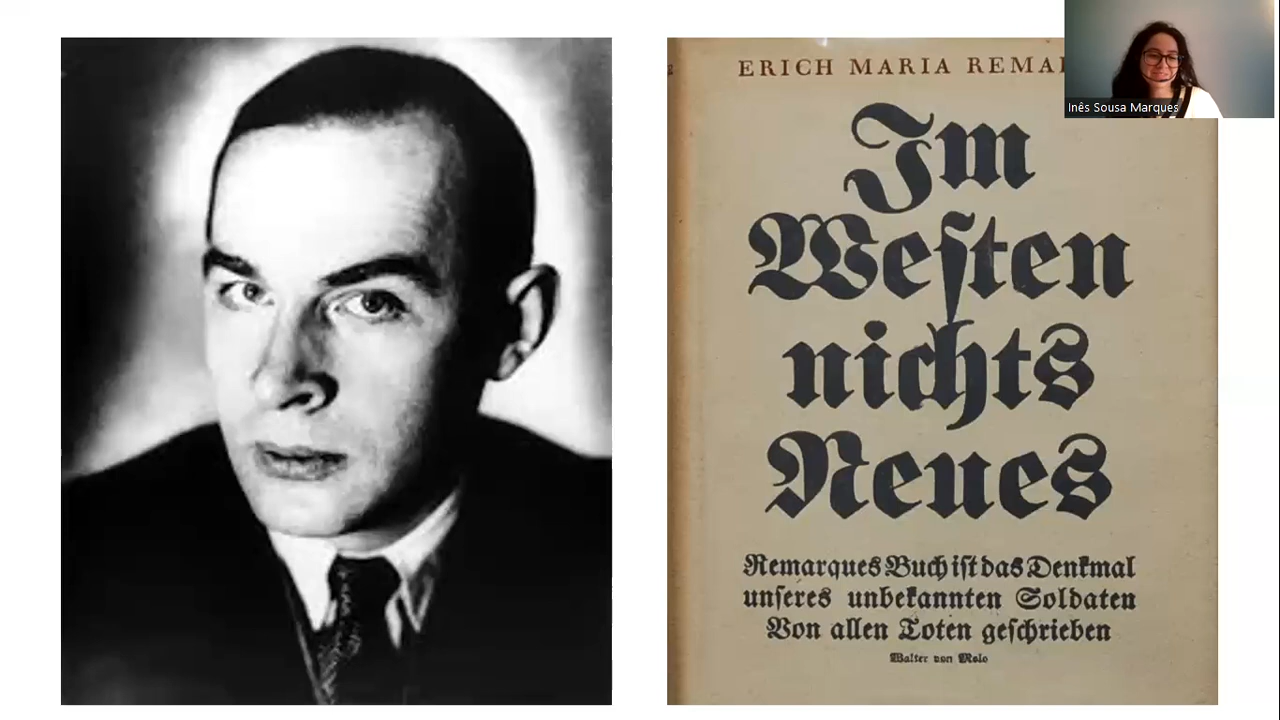 ERICH MARIA REMA
Inês Sousa Marques
Im
Weſten
nichts
Neues
Remarques Buch iſt das Denkmal
unſeres unbekannten Soldaten
Von allen Toten geſchrieben
Walter von Molo